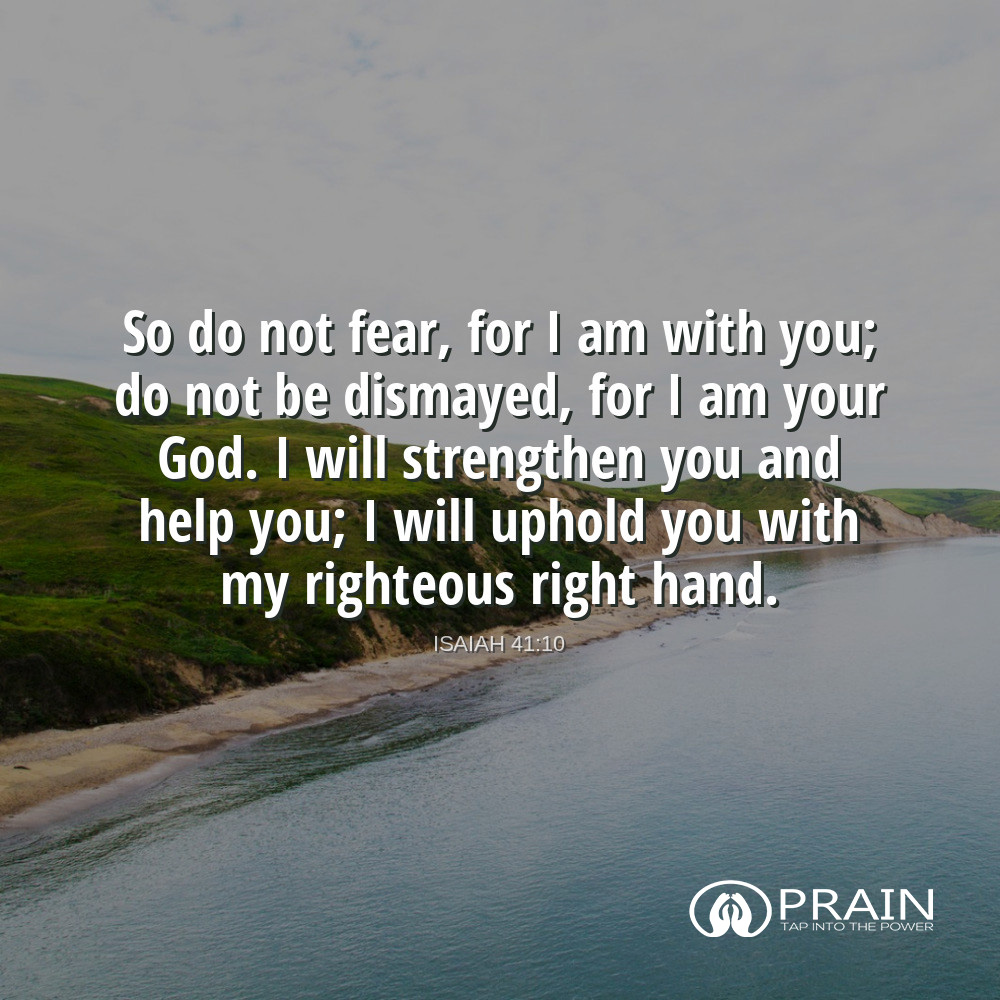 So do not fear, for I am with you;
do not be dismayed, for I am your
God. I will strengthen you and
help you; I will uphold you with
my righteous right hand.
ISAIAH 41:10
PRAIN
TAP INTO THE POWER